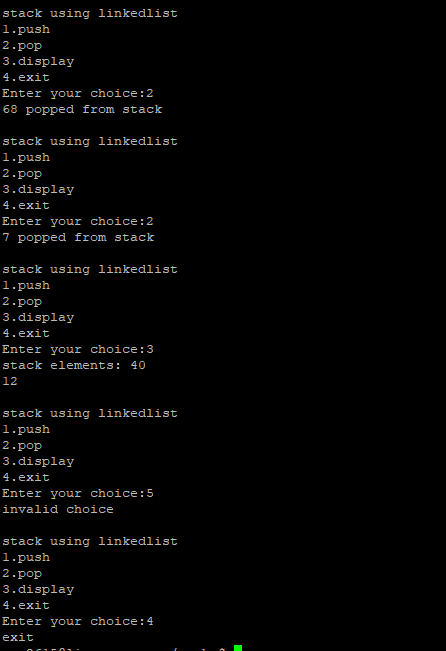 stack using linkedlist
1.push
2.pop
3.display
4.exit
Enter your choice:2
68 popped from stack
stack using linkedlist
1.push
2.pop
3.display
4.exit
Enter your choice:2
7 popped from stack
stack using linkedlist
1.push
2.pop
3.display
4.exit
Enter your choice:3
stack elements: 40
12
stack using linkedlist
1.push
2.pop
3.display
4.exit
Enter your choice:5
invalid choice
stack using linkedlist
1.push
2.pop
3.display
4.exit
Enter your choice:4
exit